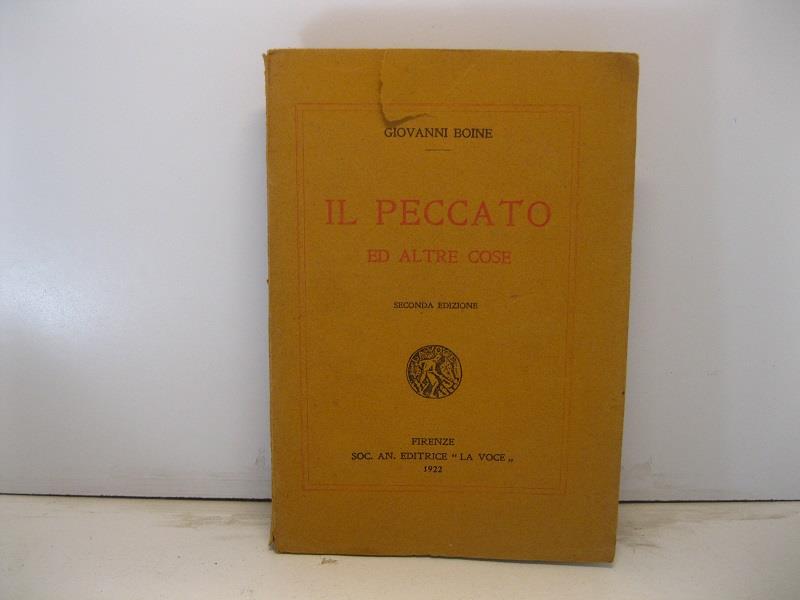 GIOVANNI BOINE
IL PECCATO
ED ALTRE COSE
SECONDA EDIZIONE
FIRENZE
SOC. AN. EDITRICE “LA VOCE„
1922